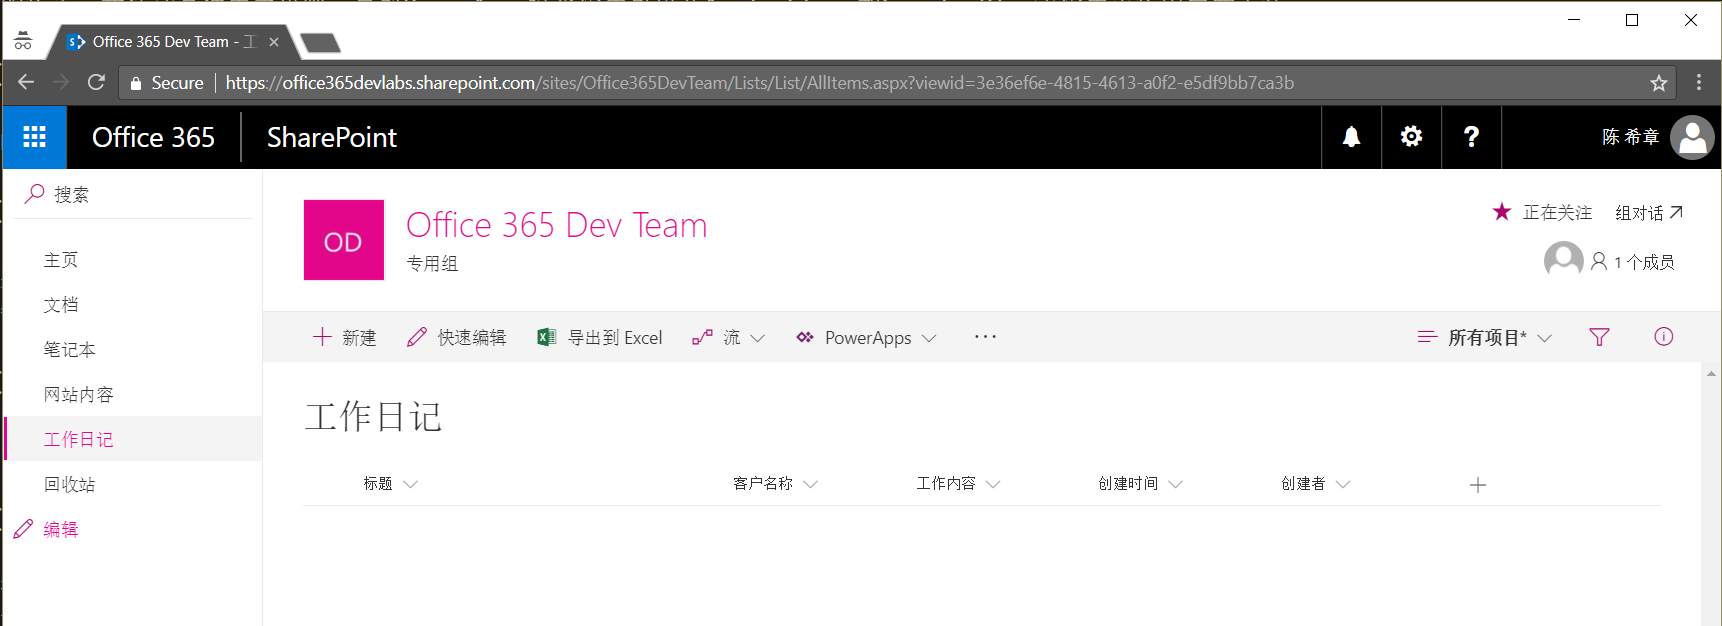 Office 365 Dev Team - 工
Secure https://office365devlabs.sharepoint.com/sites/Office365DevTeam/Lists/List/AllItems.aspx?viewid=3e36ef6e-4815-4613-a0f2-e5df9bb7ca3b
Office 365 SharePoint ? 陈 希章
搜索
主页
文档
笔记本
网站内容
工作日记
回收站
编辑
OD
Office 365 Dev Team
专用组
正在关注 组对话
1 个成员
新建 快速编辑 导出到 Excel 流 PowerApps ··· 所有项目*
工作日记
标题 客户名称 工作内容 创建时间 创建者